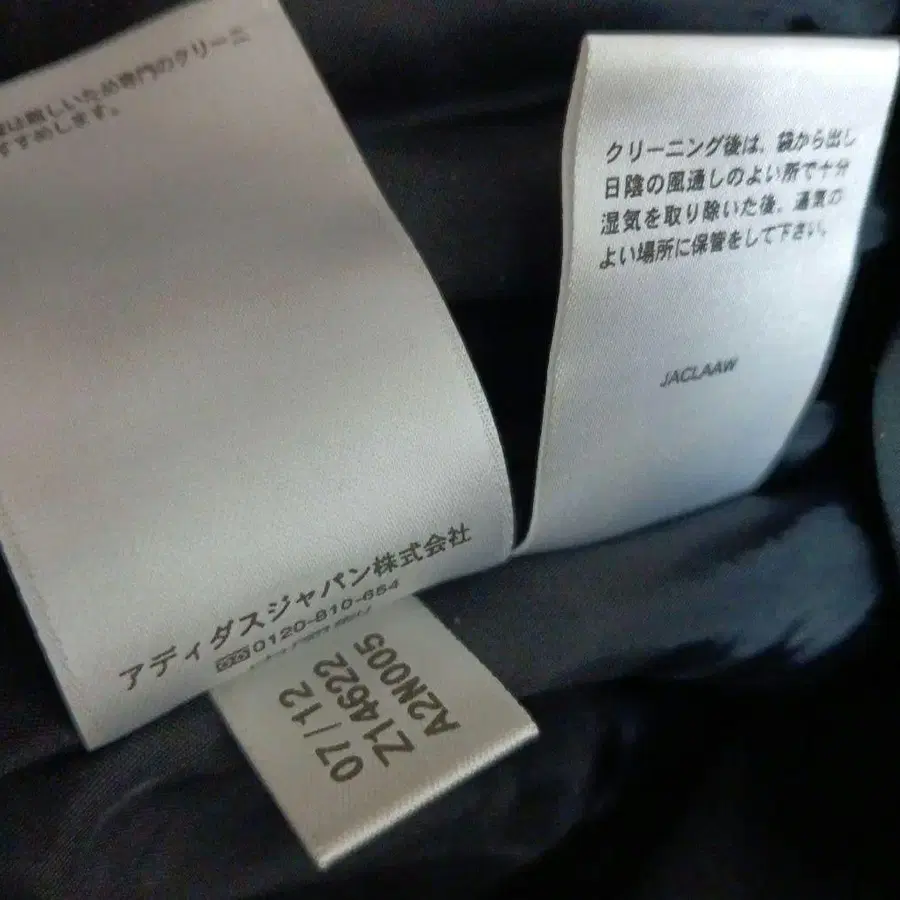 は難しいため専門のクリーニ
すすめします。
アディダスジャパン株式会社
0120-810-654
07/12
Z14622
A2N005
クリーニング後は、袋から出し
日陰の風通しのよい所で十分
湿気を取り除いた後、通気の
よい場所に保管をして下さい。
JACLAAW